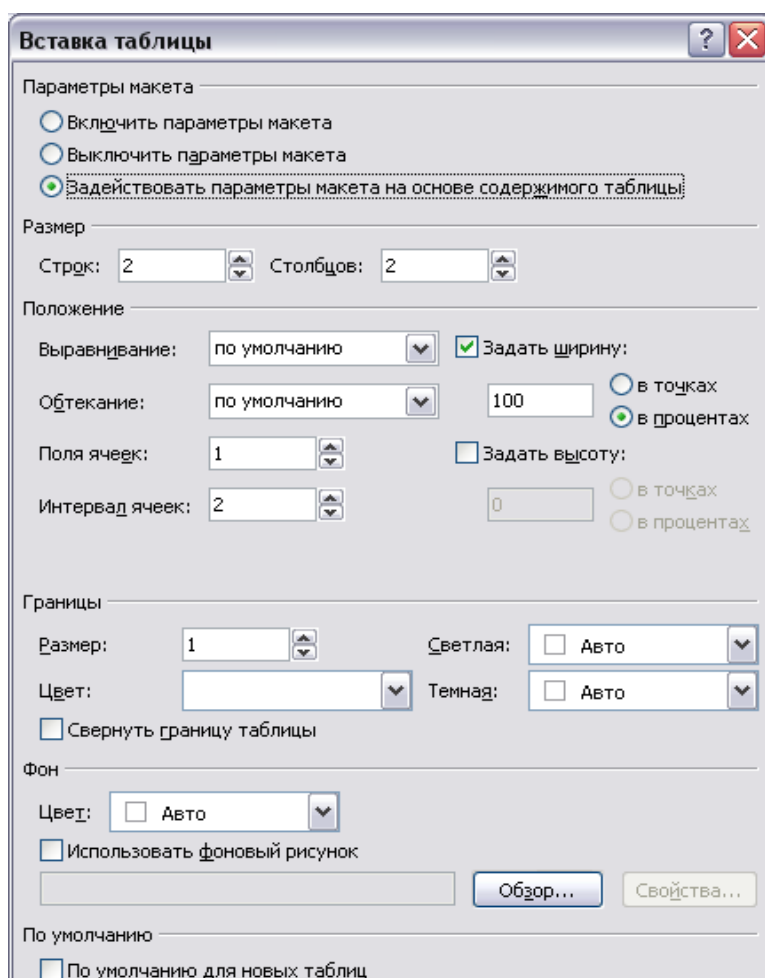 Вставка таблицы
Параметры макета
Включить параметры макета
Выключить параметры макета
Задействовать параметры макета на основе содержимого таблицы
Размер
Строк: 2 Столбцов: 2
Положение
Выравнивание: по умолчанию Задать ширину:
Обтекание: по умолчанию 100 в точках
в процентах
Поля ячеек: 1 Задать высоту:
Интервал ячеек: 2 0 в точках
в процентах
Границы
Размер: 1 Светлая: Авто
Цвет: Темная: Авто
Свернуть границу таблицы
Фон
Цвет: Авто
Использовать фоновый рисунок
Обзор... Свойства...
По умолчанию
По умолчанию для новых таблиц